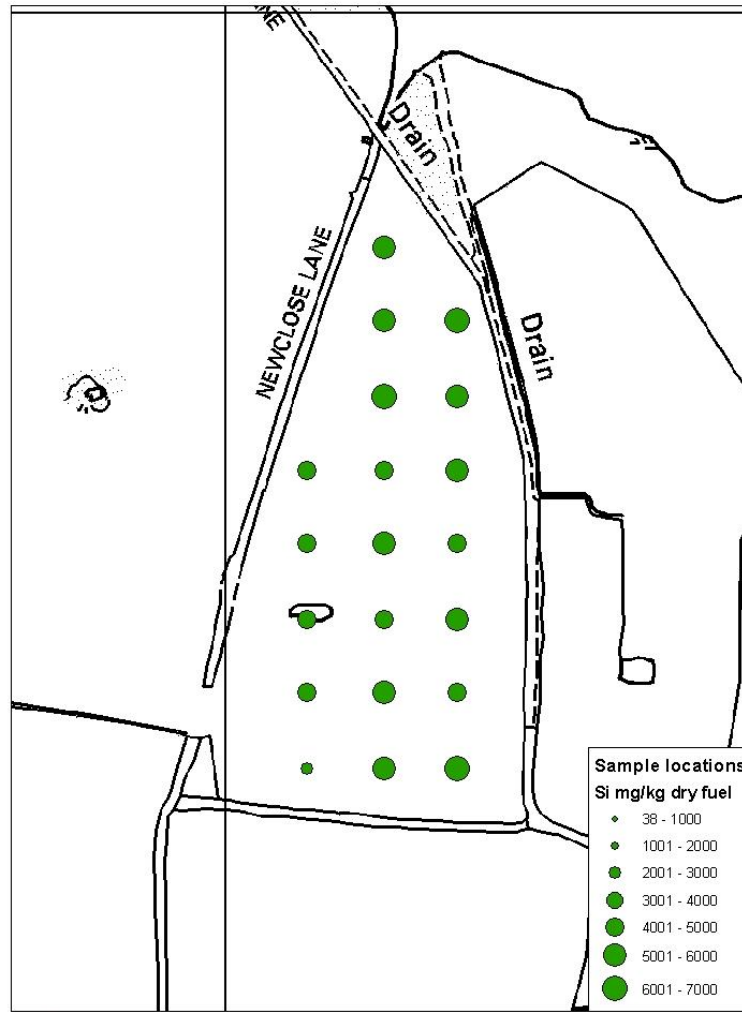 Drain
NEWCLOSE LANE
Drain
Sample locations
Si mg/kg dry fuel
38 - 1000
1001 - 2000
2001 - 3000
3001 - 4000
4001 - 5000
5001 - 6000
6001 - 7000